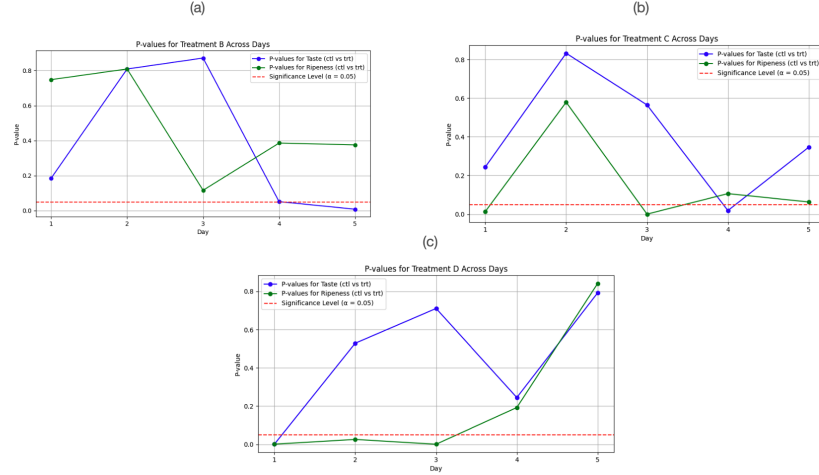 (a)
P-values for Treatment B Across Days
P-values for Taste (ctl vs trt)
P-values for Ripeness (ctl vs trt)
Significance Level (α = 0.05)
0.8
0.6
0.4
0.2
0.0
P-value
1 2 3 4 5
Day
(b)
P-values for Treatment C Across Days
P-values for Taste (ctl vs trt)
P-values for Ripeness (ctl vs trt)
Significance Level (α = 0.05)
0.8
0.6
0.4
0.2
0.0
P-value
1 2 3 4 5
Day
(c)
P-values for Treatment D Across Days
P-values for Taste (ctl vs trt)
P-values for Ripeness (ctl vs trt)
Significance Level (α = 0.05)
0.8
0.6
0.4
0.2
0.0
P-value
1 2 3 4 5
Day